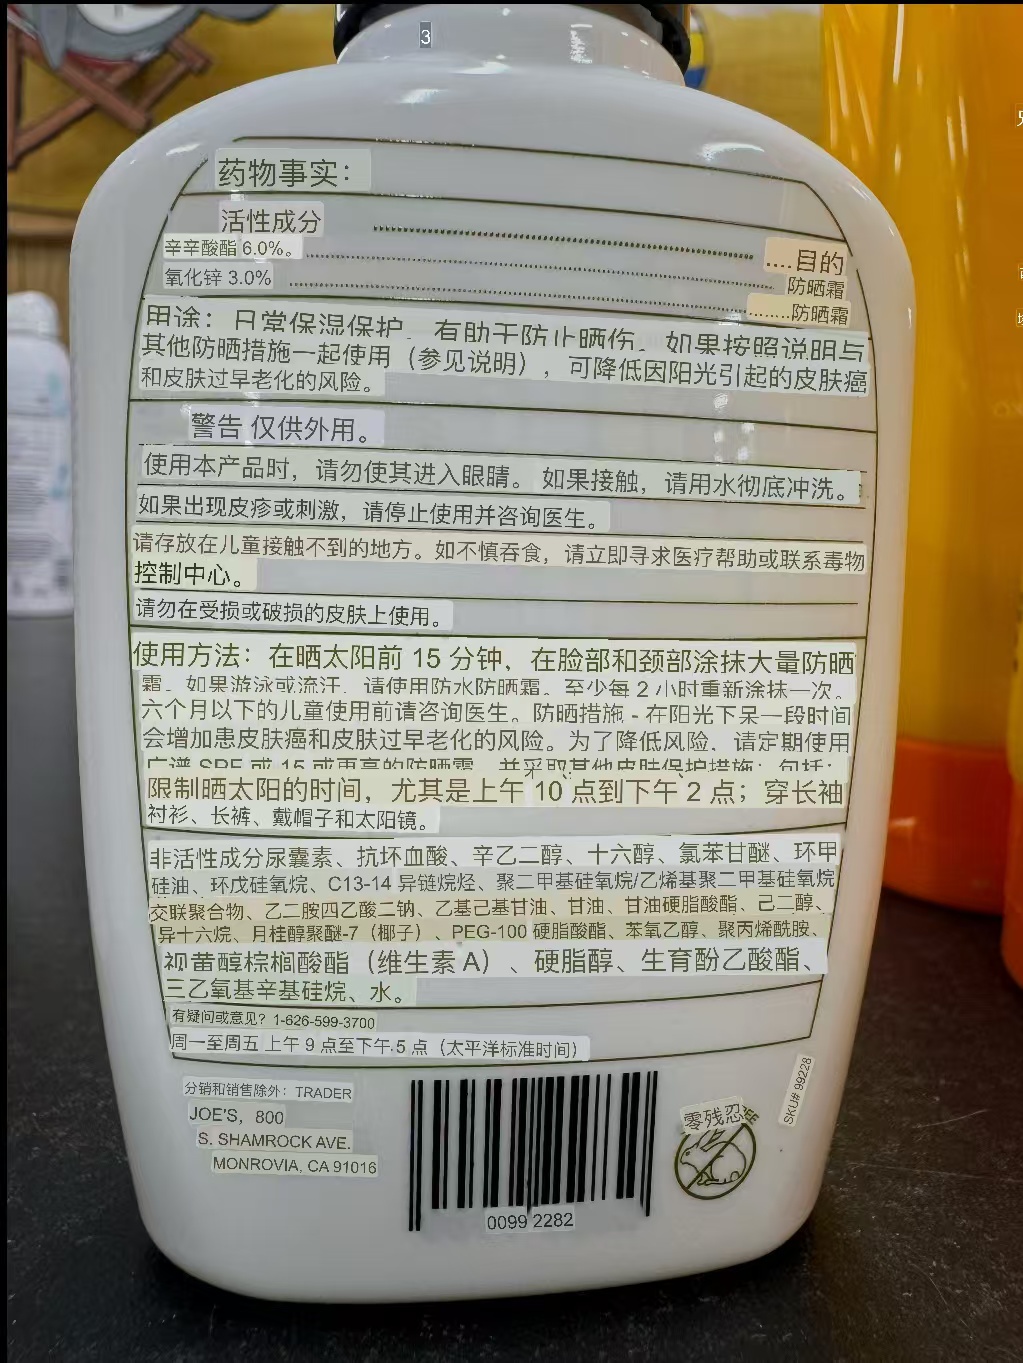 3
药物事实：
活性成分
....目的
辛辛酸酯 6.0%。
防晒霜
氧化锌 3.0%
........防晒霜
用途：日常保湿保护。有助于防止晒伤。如果按照说明与
其他防晒措施一起使用（参见说明），可降低因阳光引起的皮肤癌
和皮肤过早老化的风险。
警告 仅供外用。
使用本产品时，请勿使其进入眼睛。 如果接触，请用水彻底冲洗。
如果出现皮疹或刺激，请停止使用并咨询医生。
请存放在儿童接触不到的地方。如不慎吞食，请立即寻求医疗帮助或联系毒物
控制中心。
请勿在受损或破损的皮肤上使用。
使用方法：在晒太阳前 15 分钟，在脸部和颈部涂抹大量防晒
霜。如果游泳或流汗，请使用防水防晒霜。至少每 2 小时重新涂抹一次。
六个月以下的儿童使用前请咨询医生。防晒措施 - 在阳光下呆一段时间
会增加患皮肤癌和皮肤过早老化的风险。为了降低风险，请定期使用
广谱 SPF 或 15 或更高的防晒霜，并采取其他皮肤保护措施：包括：
限制晒太阳的时间，尤其是上午 10 点到下午 2 点；穿长袖
衬衫、长裤、戴帽子和太阳镜。
非活性成分尿囊素、抗坏血酸、辛乙二醇、十六醇、氯苯甘醚、环甲
硅油、环戊硅氧烷、C13-14 异链烷烃、聚二甲基硅氧烷/乙烯基聚二甲基硅氧烷
交联聚合物、乙二胺四乙酸二钠、乙基己基甘油、甘油、甘油硬脂酸酯、己二醇、
异十六烷、月桂醇聚醚-7（椰子）、PEG-100 硬脂酸酯、苯氧乙醇、聚丙烯酰胺、
视黄醇棕榈酸酯（维生素 A）、硬脂醇、生育酚乙酸酯、
三乙氧基辛基硅烷、水。
有疑问或意见？1-626-599-3700
周一至周五 上午 9 点至下午 5 点（太平洋标准时间）
分销和销售除外：TRADER
JOE'S，800
S. SHAMROCK AVE.
MONROVIA, CA 91016
0099 2282
零残忍
SKU# 99228